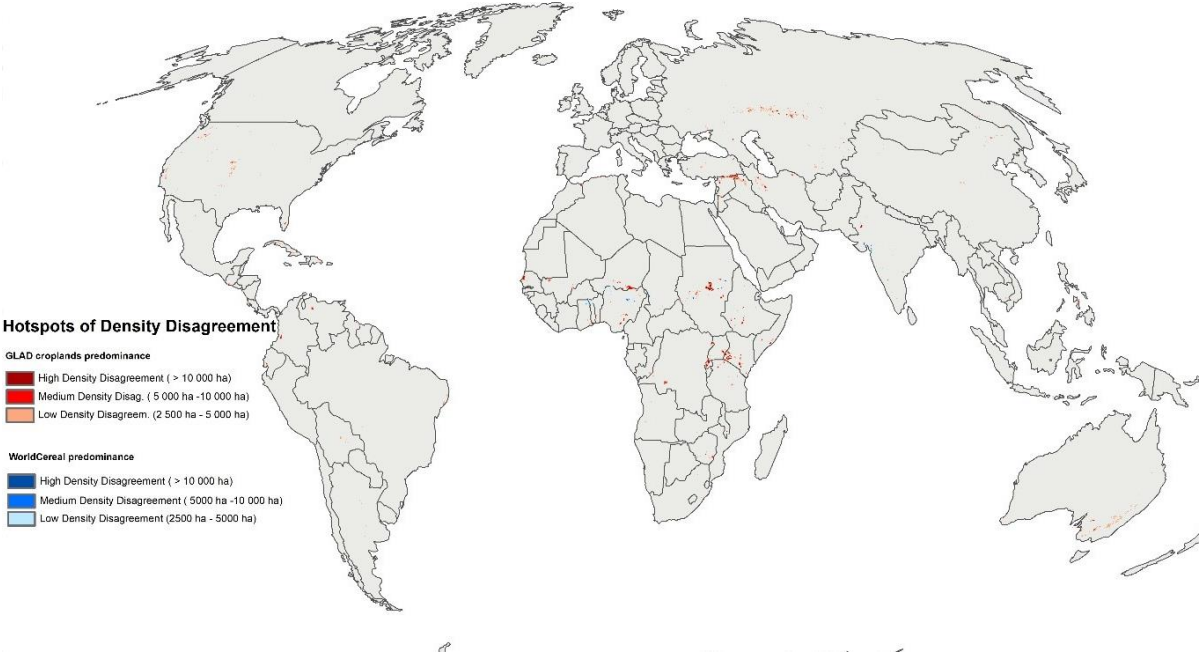 Hotspots of Density Disagreement
GLAD croplands predominance
High Density Disagreement ( > 10 000 ha)
Medium Density Disag. ( 5 000 ha -10 000 ha)
Low Density Disagreem. (2 500 ha - 5 000 ha)
WorldCereal predominance
High Density Disagreement ( > 10 000 ha)
Medium Density Disagreement ( 5000 ha -10 000 ha)
Low Density Disagreement (2500 ha - 5000 ha)